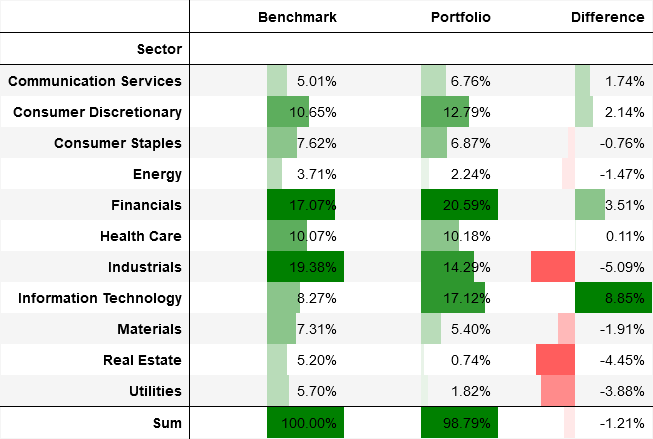 Benchmark Portfolio Difference
Sector
Communication Services 5.01% 6.76% 1.74%
Consumer Discretionary 10.65% 12.79% 2.14%
Consumer Staples 7.62% 6.87% -0.76%
Energy 3.71% 2.24% -1.47%
Financials 17.07% 20.59% 3.51%
Health Care 10.07% 10.18% 0.11%
Industrials 19.38% 14.29% -5.09%
Information Technology 8.27% 17.12% 8.85%
Materials 7.31% 5.40% -1.91%
Real Estate 5.20% 0.74% -4.45%
Utilities 5.70% 1.82% -3.88%
Sum 100.00% 98.79% -1.21%